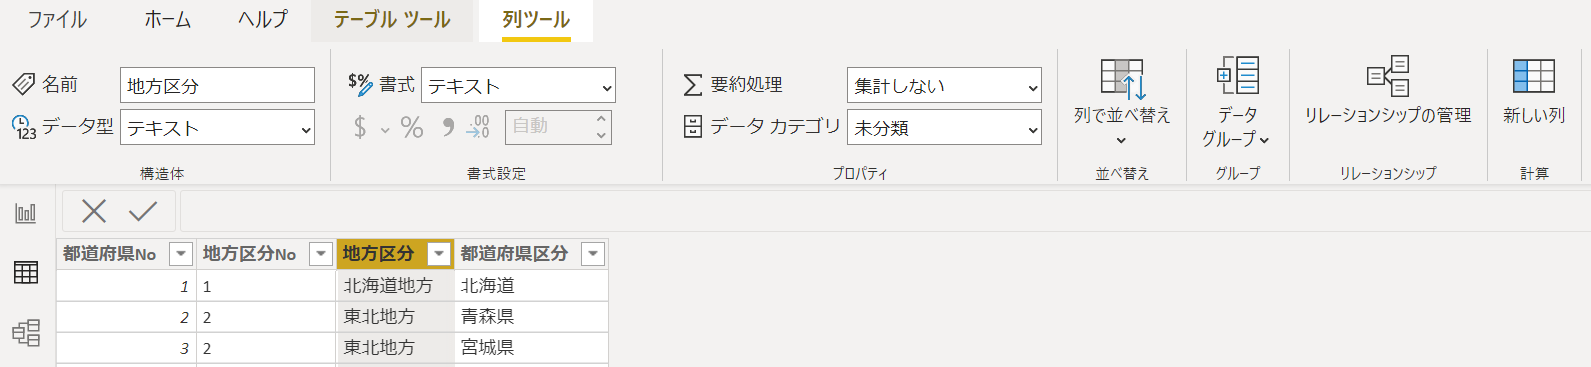 ファイル ホーム ヘルプ テーブル ツール 列ツール
名前 地方区分
データ型 テキスト
構造体
書式 テキスト
$ % 自動
書式設定
要約処理 集計しない
データ カテゴリ 未分類
プロパティ
列で並べ替え
並べ替え
データ
グループ
グループ
リレーションシップの管理
リレーションシップ
新しい列
計算
都道府県No 地方区分No 地方区分 都道府県区分
1 1 北海道地方 北海道
2 2 東北地方 青森県
3 2 東北地方 宮城県